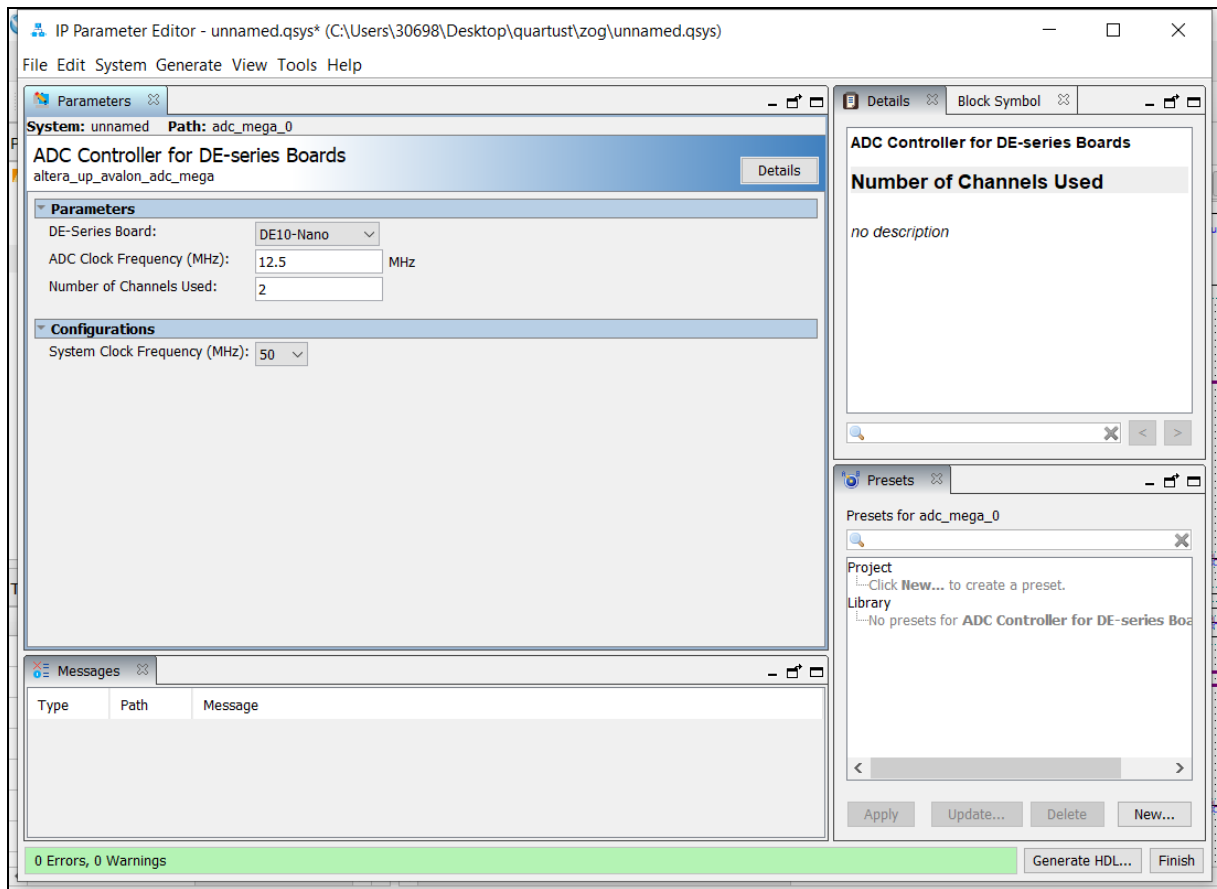 IP Parameter Editor - unnamed.qsys* (C:\Users\30698\Desktop\quartust\zog\unnamed.qsys)
File Edit System Generate View Tools Help
Parameters
System: unnamed Path: adc_mega_0
ADC Controller for DE-series Boards
altera_up_avalon_adc_mega
Details
Parameters
DE-Series Board: DE10-Nano
ADC Clock Frequency (MHz): 12.5 MHz
Number of Channels Used: 2
Configurations
System Clock Frequency (MHz): 50
Messages
Type Path Message
0 Errors, 0 Warnings
Details Block Symbol
ADC Controller for DE-series Boards
Number of Channels Used
no description
< >
Presets
Presets for adc_mega_0
Project
Click New... to create a preset.
Library
No presets for ADC Controller for DE-series Boa
Apply Update... Delete New...
Generate HDL... Finish